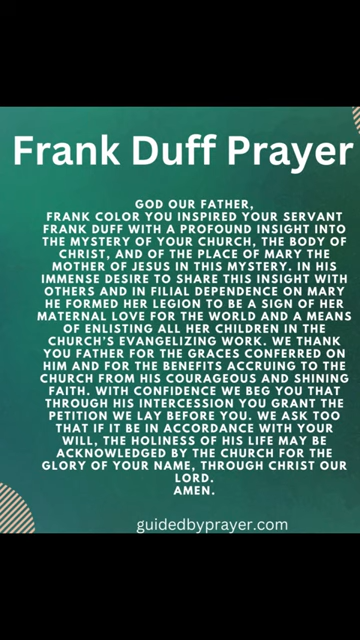 Frank Duff Prayer
GOD OUR FATHER,
FRANK COLOR YOU INSPIRED YOUR SERVANT
FRANK DUFF WITH A PROFOUND INSIGHT INTO
THE MYSTERY OF YOUR CHURCH, THE BODY OF
CHRIST, AND OF THE PLACE OF MARY THE
MOTHER OF JESUS IN THIS MYSTERY. IN HIS
IMMENSE DESIRE TO SHARE THIS INSIGHT WITH
OTHERS AND IN FILIAL DEPENDENCE ON MARY
HE FORMED HER LEGION TO BE A SIGN OF HER
MATERNAL LOVE FOR THE WORLD AND A MEANS
OF ENLISTING ALL HER CHILDREN IN THE
CHURCH'S EVANGELIZING WORK. WE THANK
YOU FATHER FOR THE GRACES CONFERRED ON
HIM AND FOR THE BENEFITS ACCRUING TO THE
CHURCH FROM HIS COURAGEOUS AND SHINING
FAITH. WITH CONFIDENCE WE BEG YOU THAT
THROUGH HIS INTERCESSION YOU GRANT THE
PETITION WE LAY BEFORE YOU. WE ASK TOO
THAT IF IT BE IN ACCORDANCE WITH YOUR
WILL, THE HOLINESS OF HIS LIFE MAY BE
ACKNOWLEDGED BY THE CHURCH FOR THE
GLORY OF YOUR NAME, THROUGH CHRIST OUR
LORD.
AMEN.
guidedbyprayer.com